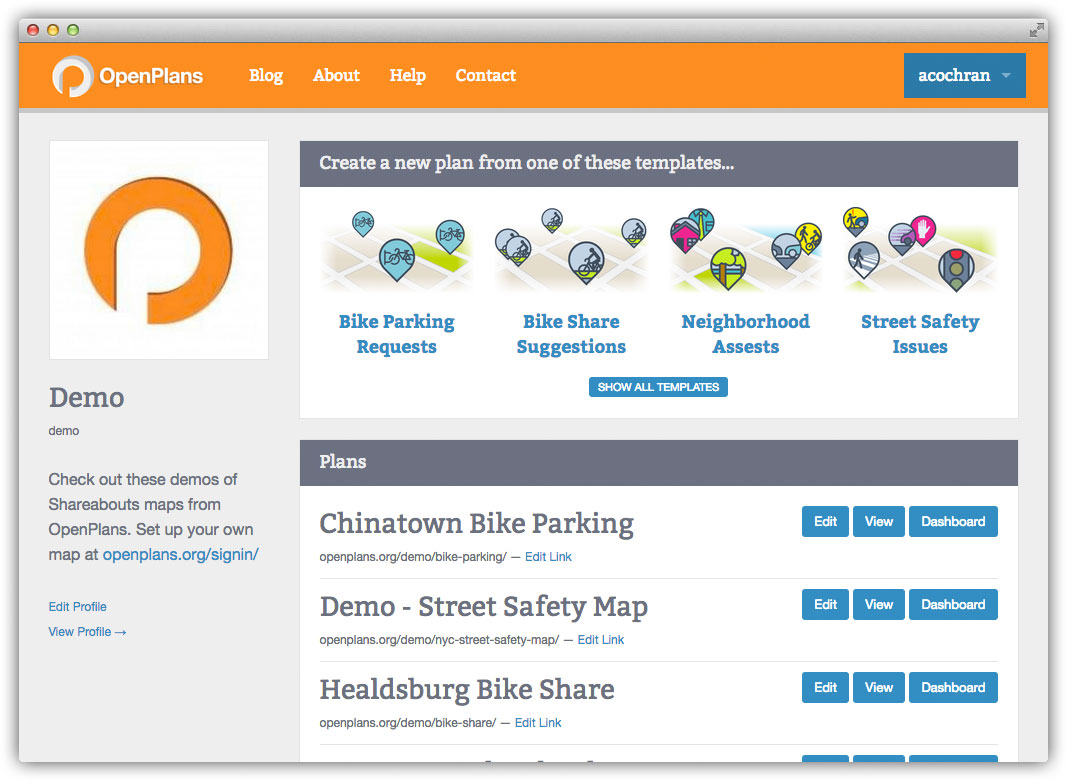 OpenPlans Blog About Help Contact acochran
Create a new plan from one of these templates...
Bike Parking
Requests
Bike Share
Suggestions
Neighborhood
Assests
Street Safety
Issues
SHOW ALL TEMPLATES
Demo
demo
Check out these demos of
Shareabouts maps from
OpenPlans. Set up your own
map at openplans.org/signin/
Edit Profile
View Profile →
Plans
Chinatown Bike Parking
Edit View Dashboard
openplans.org/demo/bike-parking/ — Edit Link
Demo - Street Safety Map
Edit View Dashboard
openplans.org/demo/nyc-street-safety-map/ — Edit Link
Healdsburg Bike Share
Edit View Dashboard
openplans.org/demo/bike-share/ — Edit Link